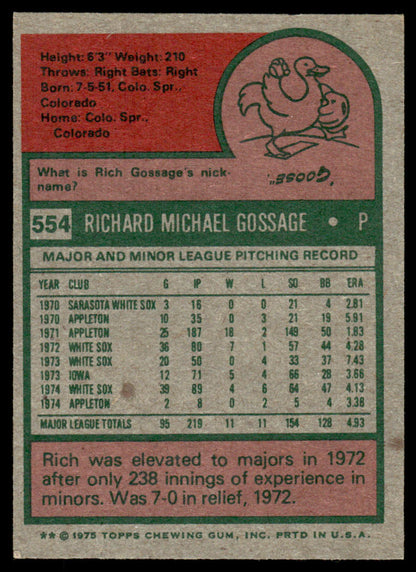 Height: 6'3" Weight: 210
Throws: Right Bats: Right
Born: 7-5-51, Colo. Spr.,
Colorado
Home: Colo. Spr.,
Colorado
What is Rich Gossage's nick-
name?
"Goose"
554 RICHARD MICHAEL GOSSAGE • P
MAJOR AND MINOR LEAGUE PITCHING RECORD
YEAR CLUB G IP W L SO BB ERA
1970 SARASOTA WHITE SOX 3 16 0 0 21 4 2.81
1970 APPLETON 10 35 0 3 21 19 5.91
1971 APPLETON 25 187 18 2 149 50 1.83
1972 WHITE SOX 36 80 7 1 57 44 4.28
1973 WHITE SOX 20 50 0 4 33 37 7.38
1973 IOWA 12 71 5 4 66 28 3.66
1974 WHITE SOX 39 89 4 6 64 47 4.13
1974 APPLETON 2 8 0 2 5 4 3.38
MAJOR LEAGUE TOTALS 95 219 11 11 154 128 4.93
Rich was elevated to majors in 1972
after only 238 innings of experience in
minors. Was 7-0 in relief, 1972.
** © 1975 TOPPS CHEWING GUM, INC. PRTD IN U.S.A.